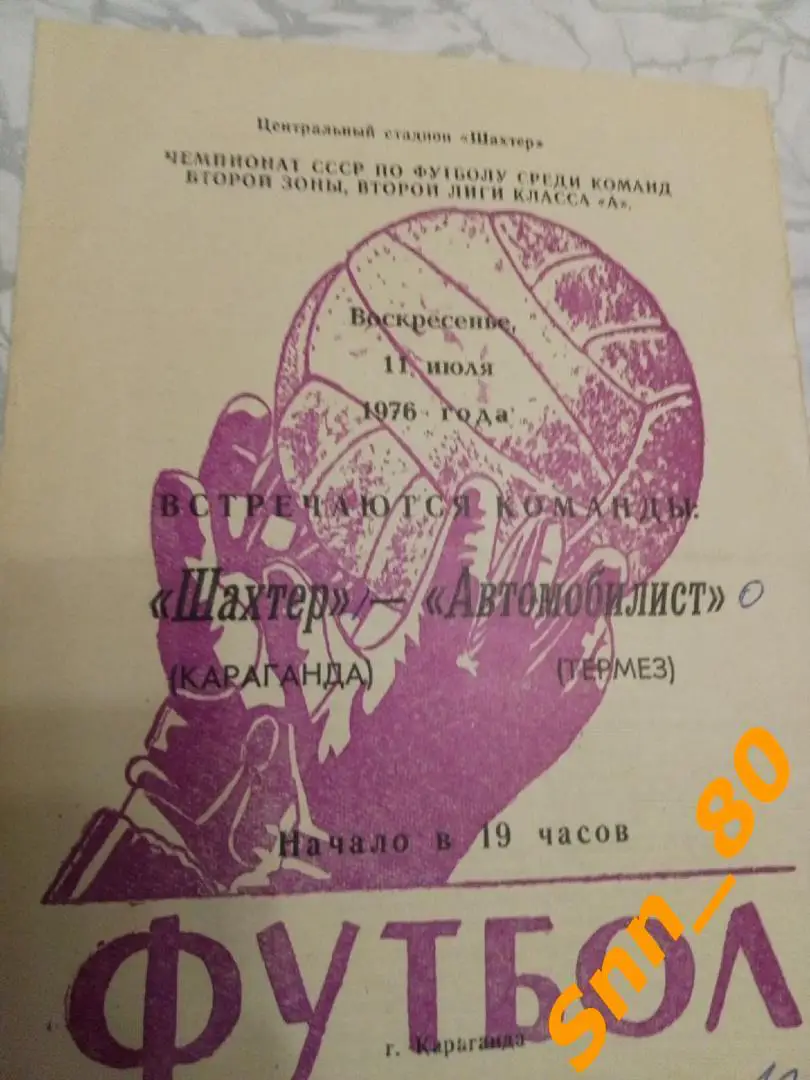 Центральный стадион «Шахтер»
ЧЕМПИОНАТ СССР ПО ФУТБОЛУ СРЕДИ КОМАНД
ВТОРОЙ ЗОНЫ, ВТОРОЙ ЛИГИ КЛАССА «А».
Воскресенье,
11 июля
1976 года
ВСТРЕЧАЮТСЯ КОМАНДЫ:
«Шахтер» — «Автомобилист» 0
(КАРАГАНДА) (ТЕРМЕЗ)
Начало в 19 часов
ФУТБОЛ
г. Караганда
snn_80